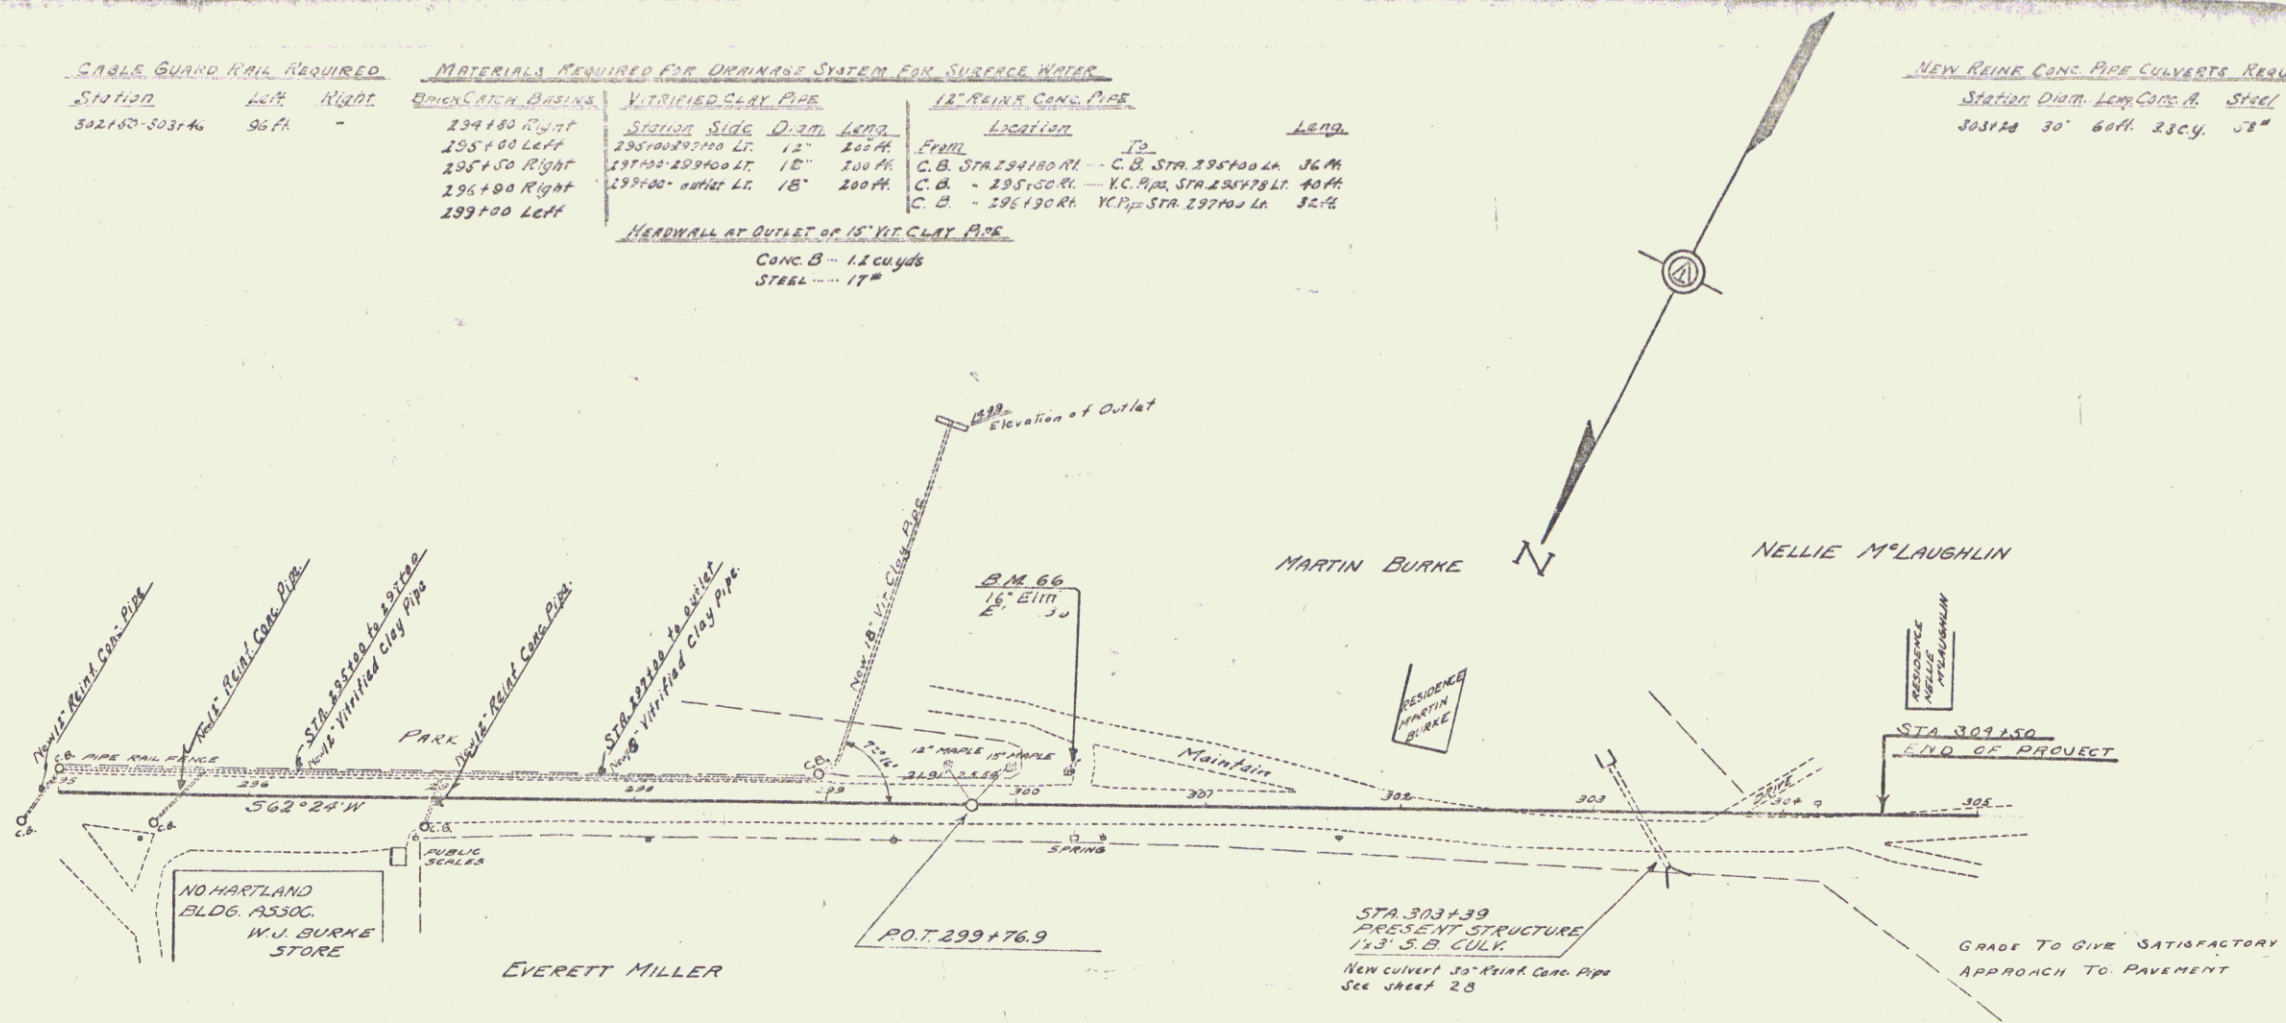 CABLE GUARD RAIL REQUIRED
Station Left Right
302+50-303+46 96 ft. -
MATERIALS REQUIRED FOR DRAINAGE SYSTEM FOR SURFACE WATER
BRICK CATCH BASINS
294+80 Right
295+00 Left
295+50 Right
296+90 Right
299+00 Left
VITRIFIED CLAY PIPE
Station Side Diam. Leng.
295+00-297+00 Lt. 12" 200 ft.
297+00-299+00 Lt. 200 ft.
299+00-outlet Lt. 18" 200 ft.
12" REINF. CONC. PIPE
Location Leng.
From To
C.B. STA. 294+80 Rt. --- C.B. STA. 295+00 Lt. 36 ft.
C.B. " 295+50 Rt. --- V.C. Pipe, STA. 295+78 Lt. 40 ft.
C.B. " 296+90 Rt. V.C. Pipe STA. 297+00 Lt. 32 ft.
HEADWALL AT OUTLET OF 15" VIT. CLAY PIPE
CONC. B --- 1.2 cu. yds
STEEL ---- 17#
NEW REINF. CONC. PIPE CULVERTS REQU
Station Diam. Leng. Conc. A. Steel
30" 60 ft. 2.3 c.y. 58#
N
Elevation of Outlet
New 18" Vit. Clay Pipe
B.M. 66
16" Elm
MARTIN BURKE
NELLIE McLAUGHLIN
New 12" Reinf. Conc. Pipe
New 12" Reinf. Conc. Pipe.
STA. 295+00 to 297+00
New 12" Vitrified Clay Pipe
New 12" Reinf. Conc. Pipe.
STA. 297+00 to outlet
New Vitrified Clay Pipe.
RESIDENCE
MARTIN
BURKE
RESIDENCE
NELLIE
McLAUGHLIN
STA. 304+50
END OF PROJECT
PARK
C.B. PIPE RAIL FENCE
C.B.
12" MAPLE 15" MAPLE
Maintain
DRIVE
295 296 298 299 300 301 302 303 304 305
S62°24'W
C.B. C.B. C.B.
PUBLIC
SCALES
SPRING
NO. HARTLAND
BLDG. ASSOC.
W.J. BURKE
STORE
EVERETT MILLER
P.O.T. 299+76.9
STA. 303+39
PRESENT STRUCTURE
1'x3' S.B. CULV.
New culvert 30" Reinf. Conc. Pipe
See sheet 28
GRADE TO GIVE SATISFACTORY
APPROACH TO PAVEMENT